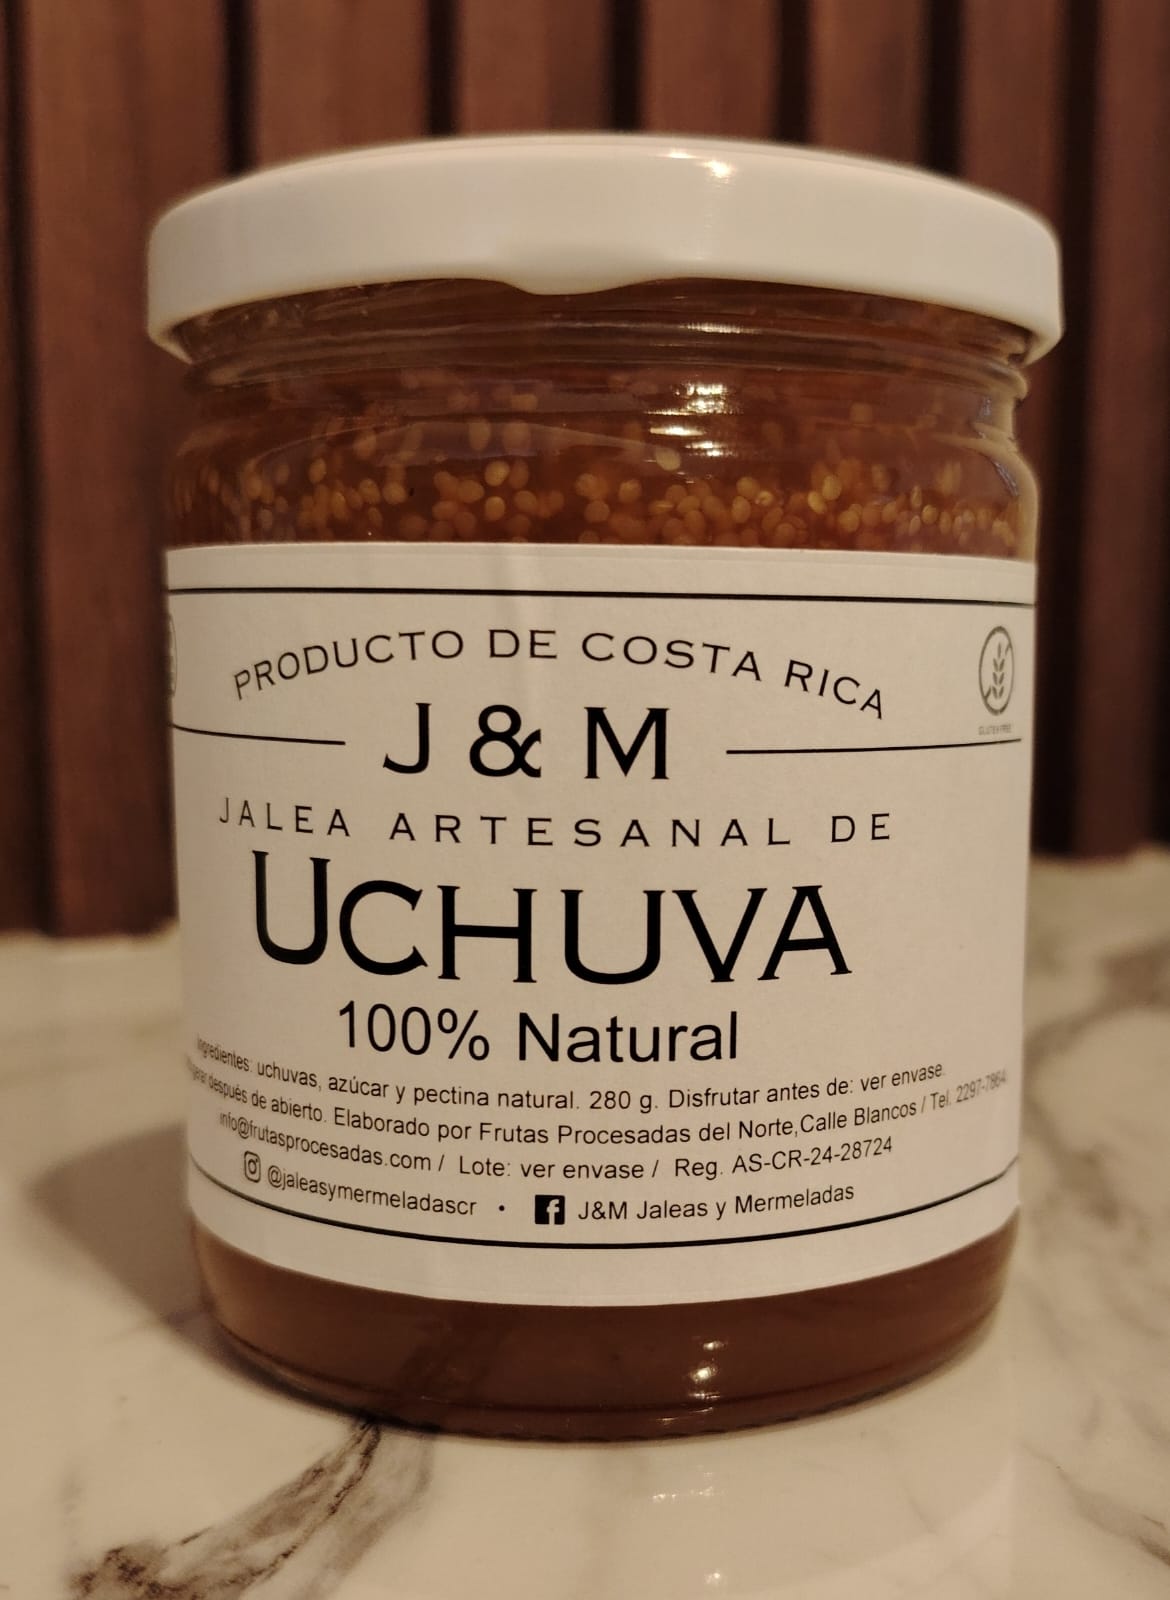 PRODUCTO DE COSTA RICA
J & M
GLUTEN FREE
JALEA ARTESANAL DE
UCHUVA
100% Natural
Ingredientes: uchuvas, azúcar y pectina natural. 280 g. Disfrutar antes de: ver envase.
después de abierto. Elaborado por Frutas Procesadas del Norte,Calle Blancos / Tel. 2297-7864
info@frutasprocesadas.com / Lote: ver envase / Reg. AS-CR-24-28724
@jaleasymermeladascr • J&M Jaleas y Mermeladas